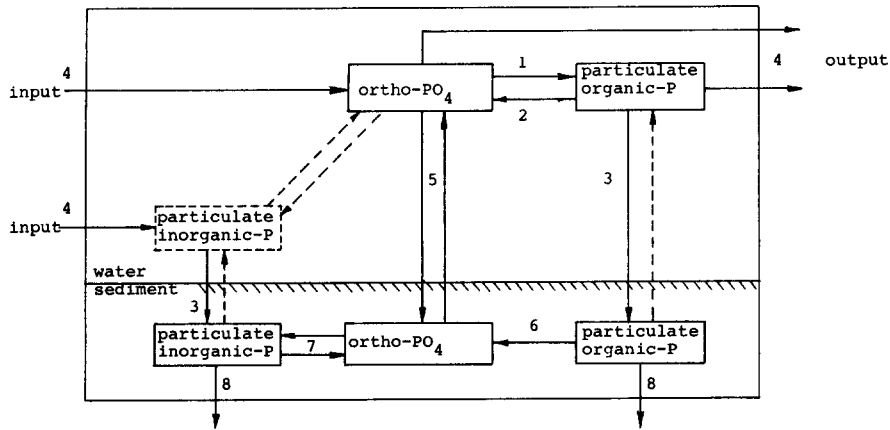 4
output
1
particulate
organic-P
4
input
ortho-PO4
2
5
3
4
input
particulate
inorganic-P
water
sediment
3
particulate
inorganic-P
7
ortho-PO4
6
particulate
organic-P
8
8